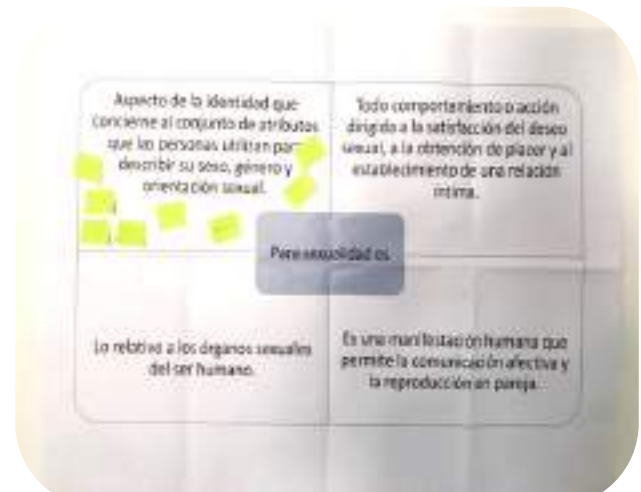 Aspecto de la identidad que
concierne al conjunto de atributos
que las personas utilizan para
describir su sexo, género y
orientación sexual.
Todo comportamiento o acción
dirigida a la satisfacción del deseo
sexual, a la obtención de placer y al
establecimiento de una relación
íntima.
Para sexualidad es
Lo relativo a los órganos sexuales
del ser humano.
Es una manifestación humana que
permite la comunicación afectiva y
la reproducción en pareja.